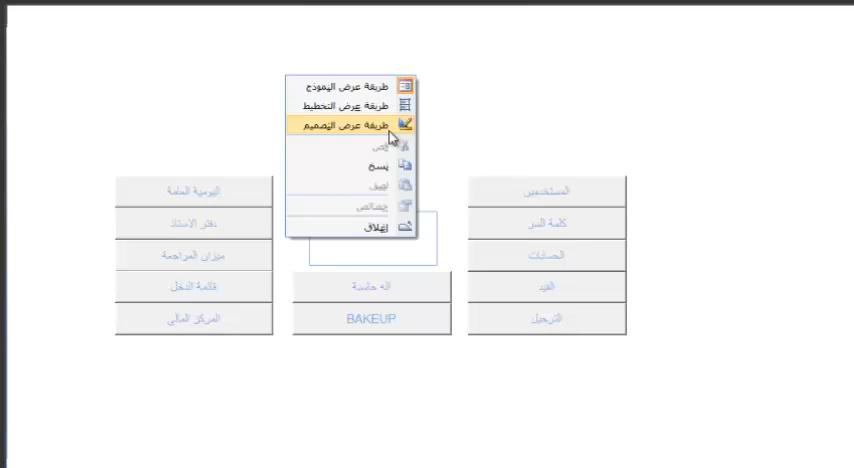 طريقة عرض النموذج
طريقة عرض التخطيط
طريقة عرض التصميم
قص
نسخ
لصق
خصائص
إغلاق
المستخدمين
كلمة السر
الحسابات
القيد
الترحيل
اله حاسبة
BAKEUP
اليومية العامة
دفتر الاستاذ
ميزان المراجعة
قائمة الدخل
المركز المالي